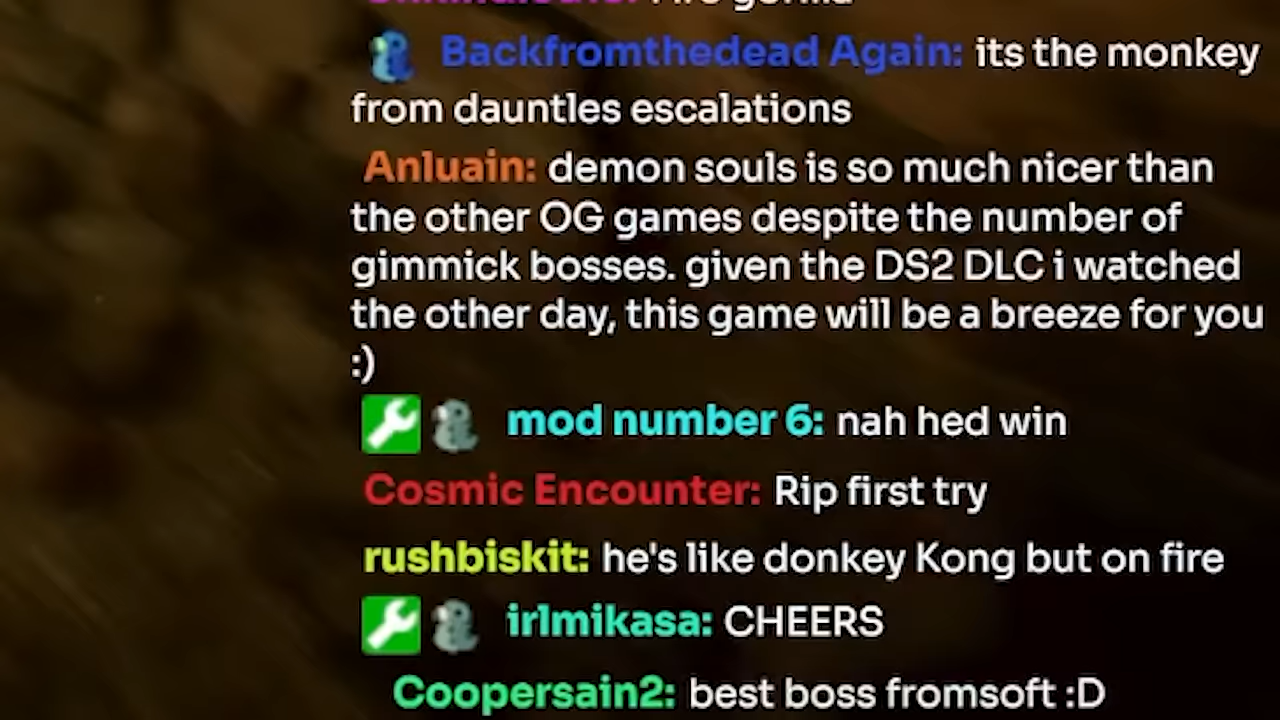 Backfromthedead Again: its the monkey
from dauntles escalations
Anluain: demon souls is so much nicer than
the other OG games despite the number of
gimmick bosses. given the DS2 DLC i watched
the other day, this game will be a breeze for you
:)
mod number 6: nah hed win
Cosmic Encounter: Rip first try
rushbiskit: he's like donkey Kong but on fire
irlmikasa: CHEERS
Coopersain2: best boss fromsoft :D